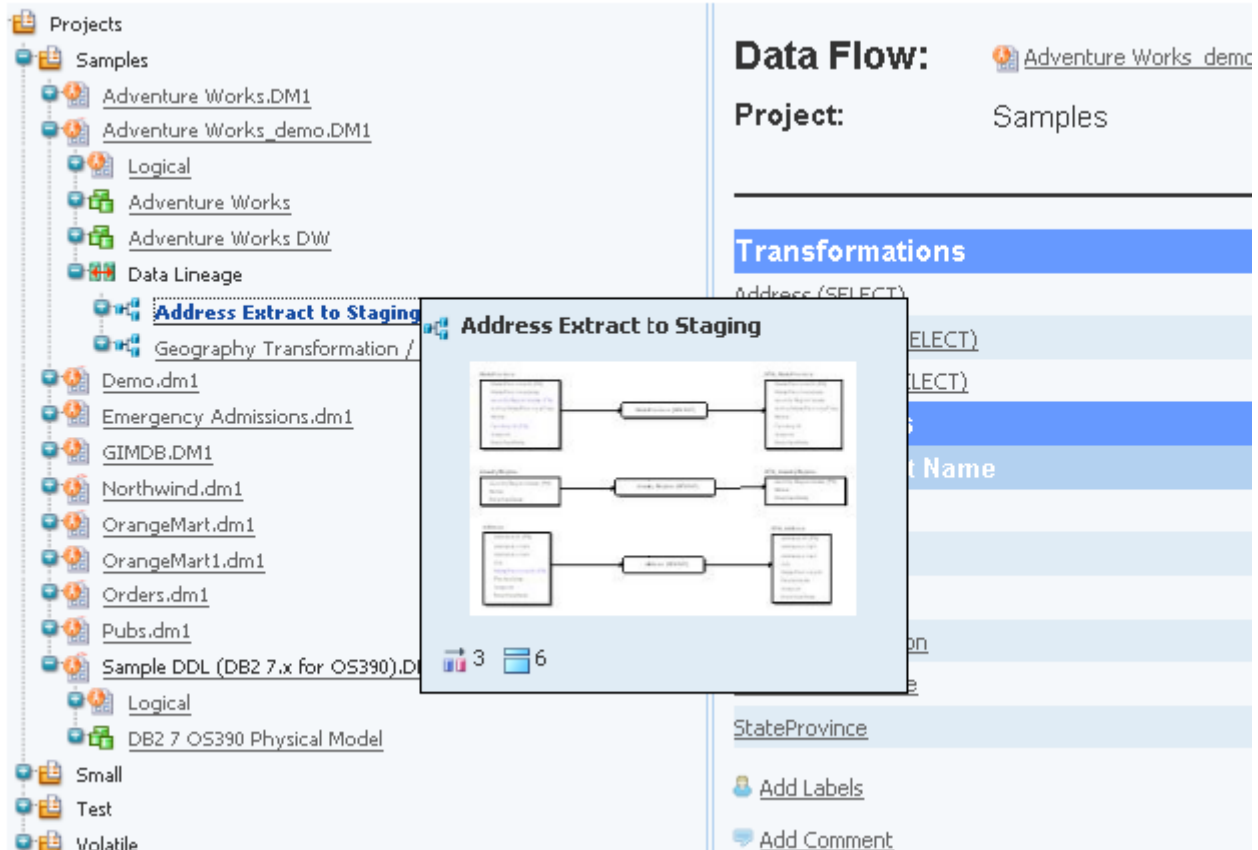 Projects
Samples
Adventure Works.DM1
Adventure Works_demo.DM1
Logical
Adventure Works
Adventure Works DW
Data Lineage
Address Extract to Staging
Geography Transformation /
Demo.dm1
Emergency Admissions.dm1
GIMDB.DM1
Northwind.dm1
OrangeMart.dm1
OrangeMart1.dm1
Orders.dm1
Pubs.dm1
Sample DDL (DB2 7.x for OS390).D
Logical
DB2 7 OS390 Physical Model
Small
Test
Volatile
Address Extract to Staging
3 6
Data Flow: Adventure Works_demo
Project: Samples
Transformations
Address (SELECT)
ELECT)
LECT)
s
t Name
on
e
StateProvince
Add Labels
Add Comment